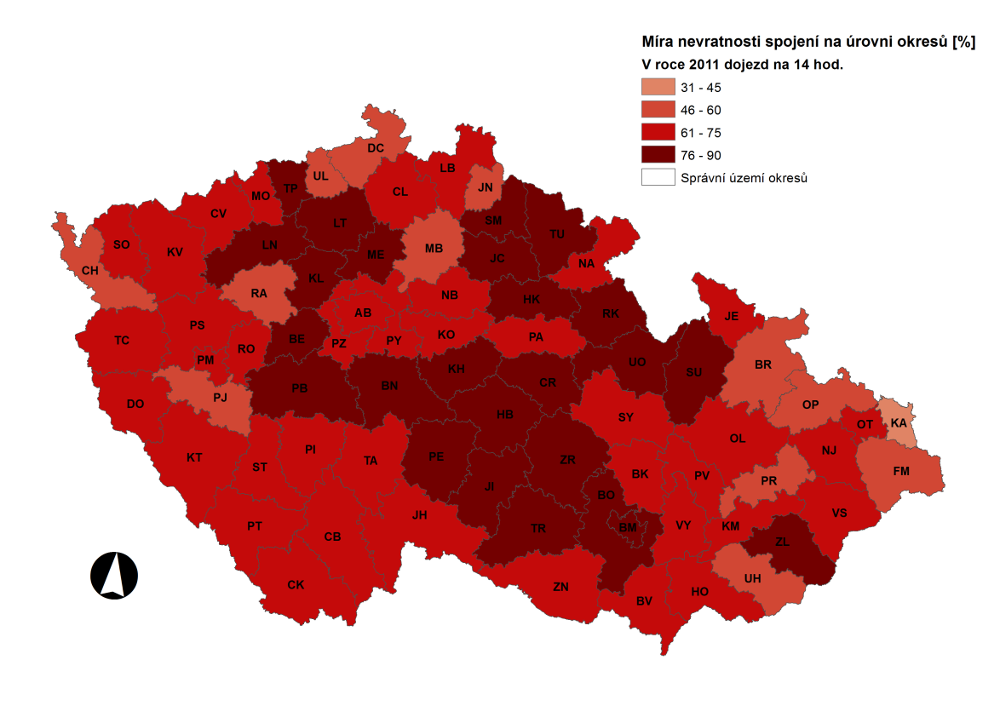 Míra nevratnosti spojení na úrovni okresů [%]
V roce 2011 dojezd na 14 hod.
31 - 45
46 - 60
61 - 75
76 - 90
Správní území okresů
DC
LB
UL
JN
TP
CL
MO
CV
SM
LT
TU
SO
LN
MB
KV
ME
JC
NA
CH
KL
RA
NB
HK
AB
RK
JE
PS
KO
BE
PA
TC
PZ
PY
RO
PM
UO
BR
KH
SU
CR
BN
PB
PJ
DO
OP
HB
SY
KA
OT
OL
PI
NJ
PE
KT
TA
ZR
ST
FM
BK
PV
PR
JI
BO
VS
JH
PT
TR
BM
VY
KM
CB
ZL
UH
CK
ZN
HO
BV